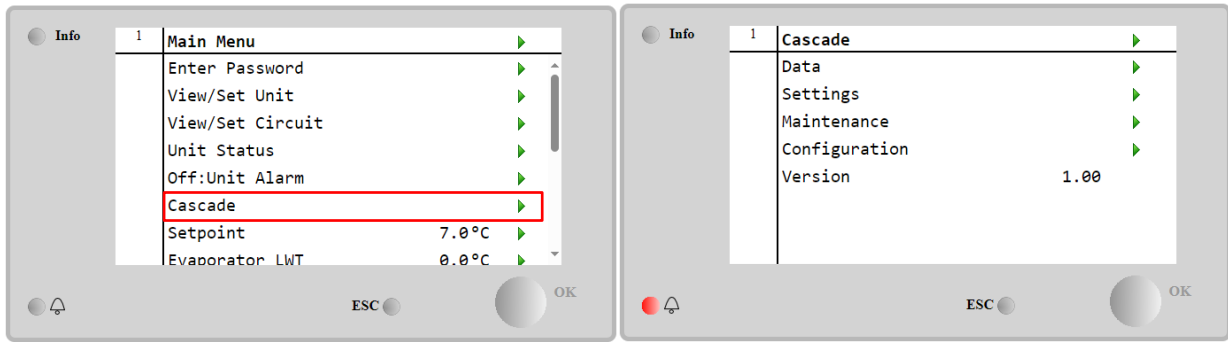 Info
1 Main Menu
Enter Password
View/Set Unit
View/Set Circuit
Unit Status
Off:Unit Alarm
Cascade
Setpoint 7.0°C
Evaporator LWT 0.0°C
ESC
OK
Info
1 Cascade
Data
Settings
Maintenance
Configuration
Version 1.00
ESC
OK